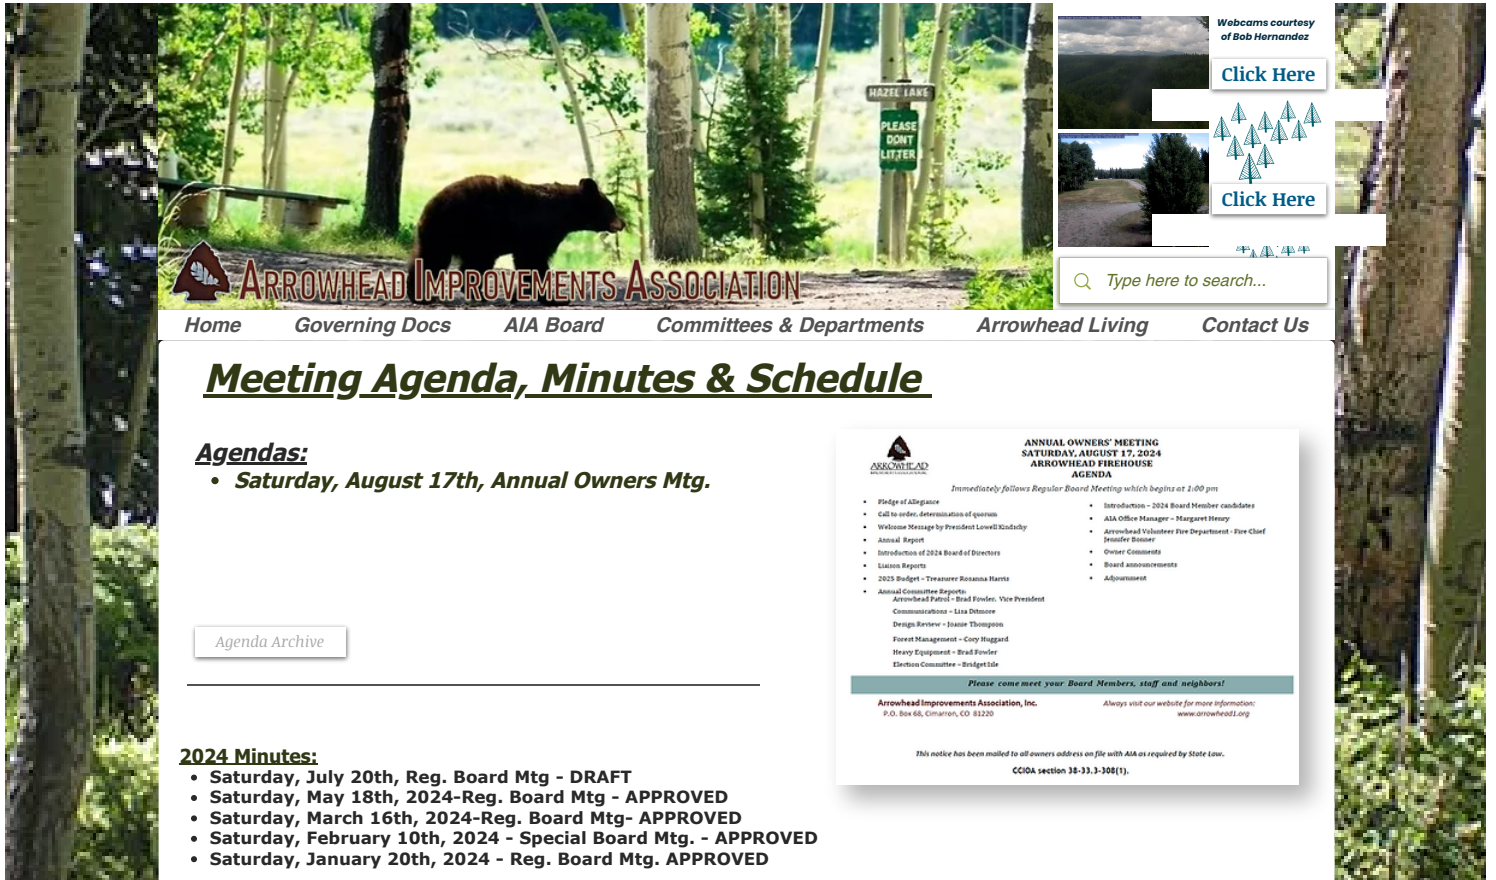 Webcams courtesy
of Bob Hernandez
Click Here
HAZEL LAKE
PLEASE
DONT
LITTER
Click Here
ARROWHEAD IMPROVEMENTS ASSOCIATION
Type here to search...
Home Governing Docs AIA Board Committees & Departments Arrowhead Living Contact Us
Meeting Agenda, Minutes & Schedule
Agendas:
• Saturday, August 17th, Annual Owners Mtg.
Agenda Archive
2024 Minutes:
• Saturday, July 20th, Reg. Board Mtg - DRAFT
• Saturday, May 18th, 2024-Reg. Board Mtg - APPROVED
• Saturday, March 16th, 2024-Reg. Board Mtg- APPROVED
• Saturday, February 10th, 2024 - Special Board Mtg. - APPROVED
• Saturday, January 20th, 2024 - Reg. Board Mtg. APPROVED
ARROWHEAD
ANNUAL OWNERS' MEETING
SATURDAY, AUGUST 17, 2024
ARROWHEAD FIREHOUSE
AGENDA
Immediately follows Regular Board Meeting which begins at 1:00 pm
• Pledge of Allegiance
• Call to order, determination of quorum
• Welcome Message by President Lowell Kindschy
• Annual Report
• Introduction of 2024 Board of Directors
• Liaison Reports
• 2025 Budget – Treasurer Roxanna Harris
• Annual Committee Reports:
Arrowhead Patrol – Brad Fowler, Vice President
Communications – Lisa Ditmore
Design Review – Joanie Thompson
Forest Management – Cory Huggard
Heavy Equipment – Brad Fowler
Election Committee – Bridget Isle
• Introduction – 2024 Board Member candidates
• AIA Office Manager – Margaret Henry
• Arrowhead Volunteer Fire Department - Fire Chief
Jennifer Bonner
• Owner Comments
• Board announcements
• Adjournment
Please come meet your Board Members, staff and neighbors!
Arrowhead Improvements Association, Inc.
P.O. Box 68, Cimarron, CO 81220
Always visit our website for more information:
www.arrowhead1.org
This notice has been mailed to all owners address on file with AIA as required by State Law.
CCIOA section 38-33.3-308(1).